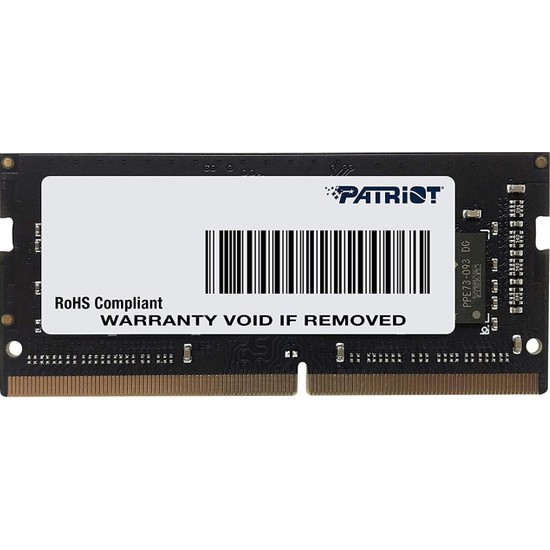 PATRIOT
PPE73-093 DG
RoHS Compliant
WARRANTY VOID IF REMOVED